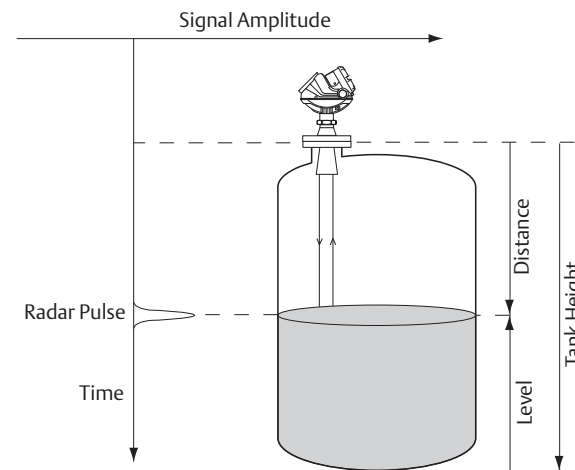 Signal Amplitude
Distance
Radar Pulse
Tank Height
Time
Level